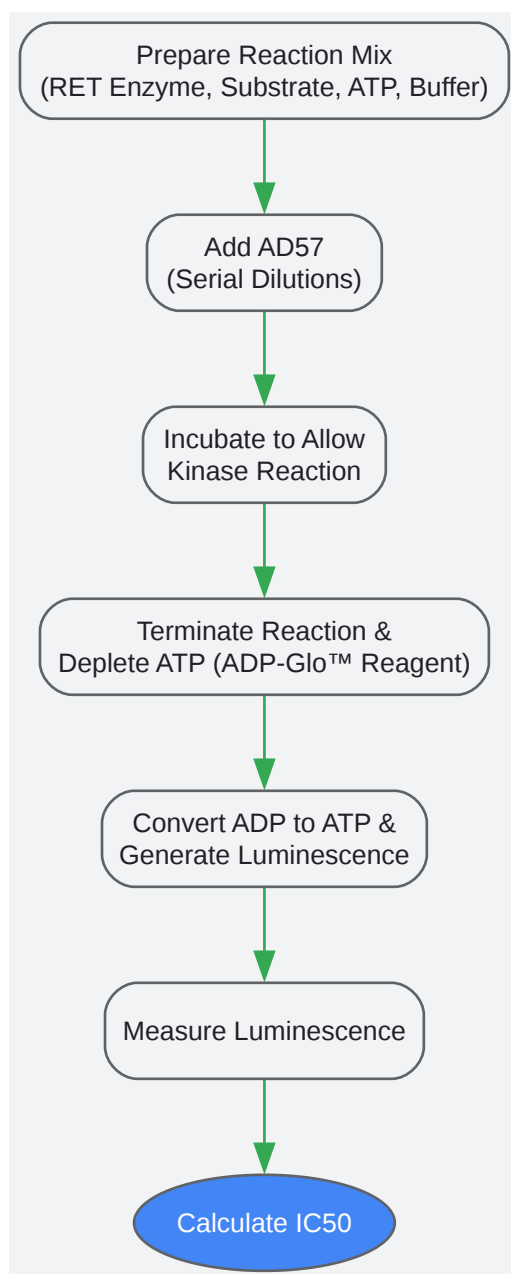 Prepare Reaction Mix
(RET Enzyme, Substrate, ATP, Buffer)
Add AD57
(Serial Dilutions)
Incubate to Allow
Kinase Reaction
Terminate Reaction &
Deplete ATP (ADP-Glo™ Reagent)
Convert ADP to ATP &
Generate Luminescence
Measure Luminescence
Calculate IC50